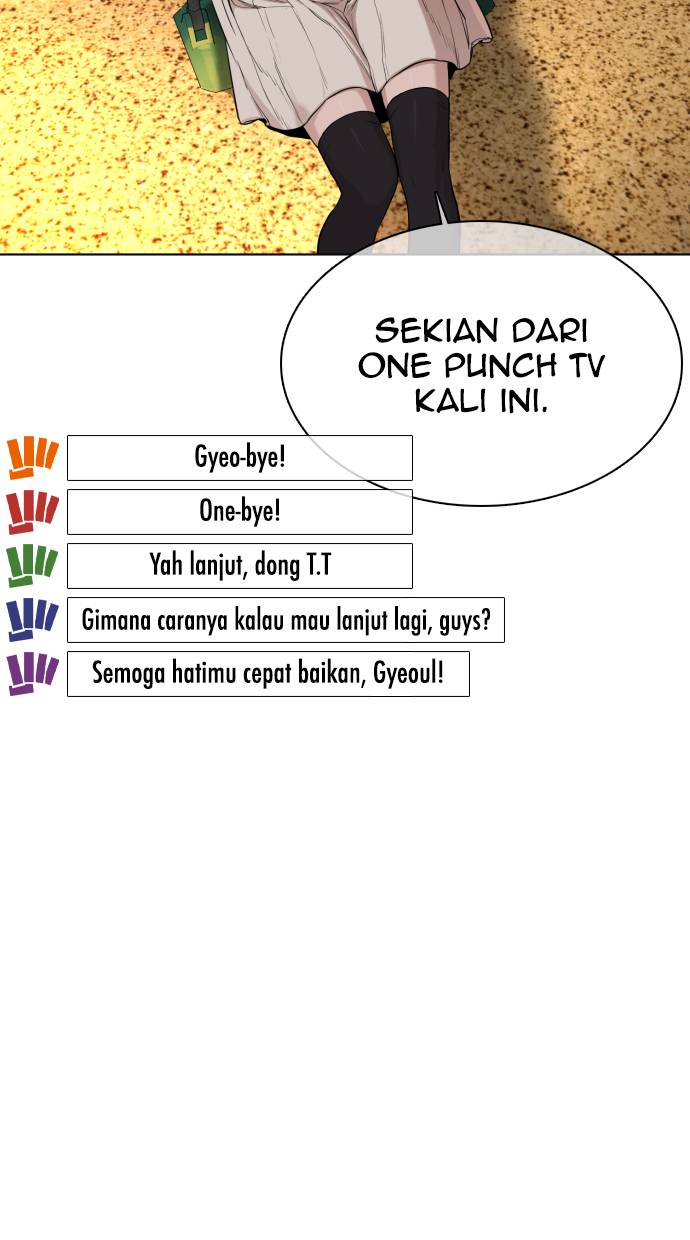 SEKIAN DARI
ONE PUNCH TV
KALI INI.
Gyeo-bye!
One-bye!
Yah lanjut, dong T.T
Gimana caranya kalau mau lanjut lagi, guys?
Semoga hatimu cepat baikan, Gyeoul!